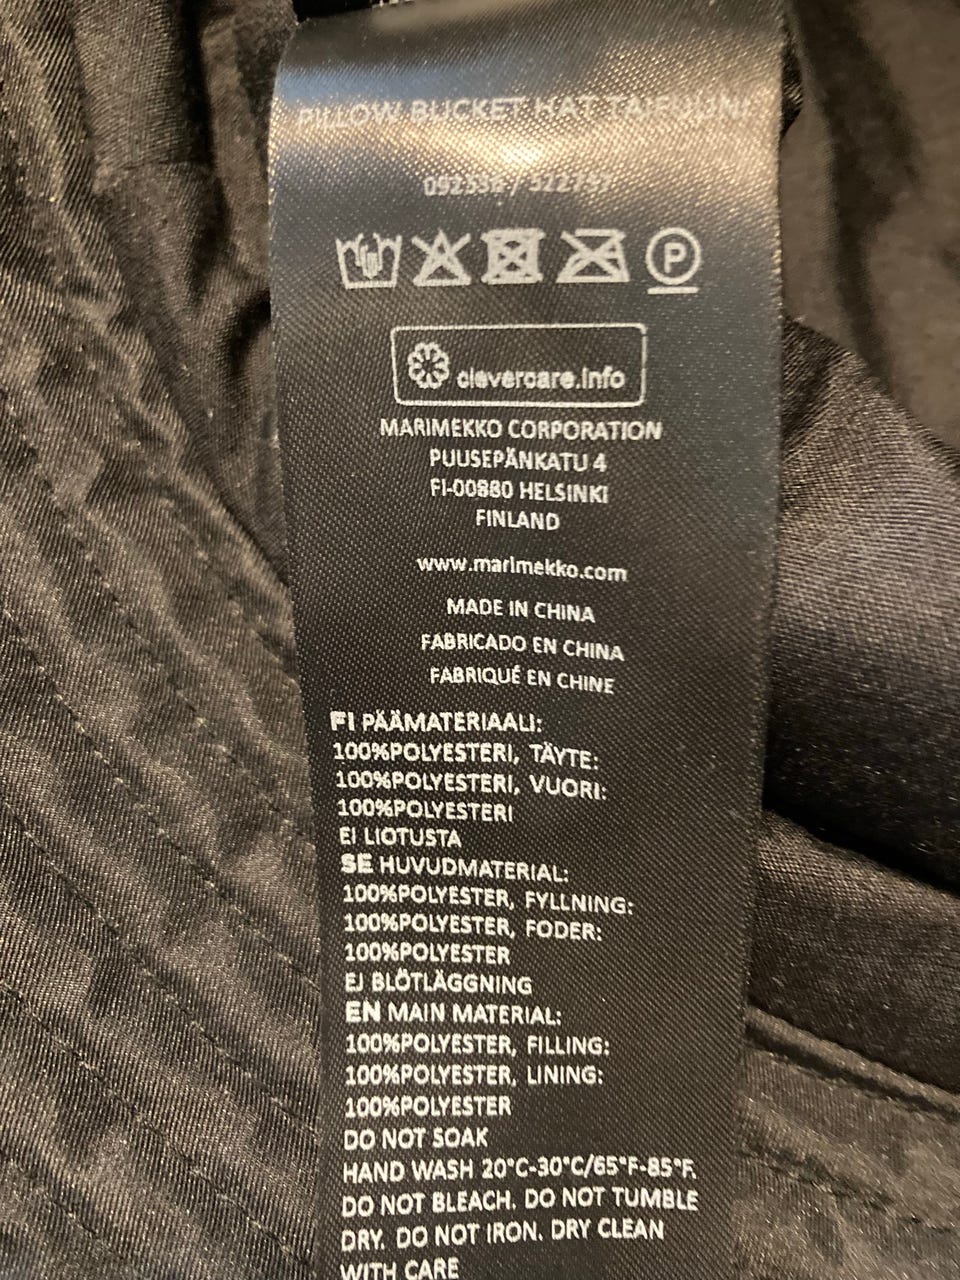 PILLOW BUCKET HAT TAIFUUNI
/
P
clevercare.info
MARIMEKKO CORPORATION
PUUSEPÄNKATU 4
FI-00880 HELSINKI
FINLAND
www.marimekko.com
MADE IN CHINA
FABRICADO EN CHINA
FABRIQUÉ EN CHINE
FI PÄÄMATERIAALI:
100%POLYESTERI, TÄYTE:
100%POLYESTERI, VUORI:
100%POLYESTERI
EI LIOTUSTA
SE HUVUDMATERIAL:
100%POLYESTER, FYLLNING:
100%POLYESTER, FODER:
100%POLYESTER
EJ BLÖTLÄGGNING
EN MAIN MATERIAL:
100%POLYESTER, FILLING:
100%POLYESTER, LINING:
100%POLYESTER
DO NOT SOAK
HAND WASH 20°C-30°C/65°F-85°F.
DO NOT BLEACH. DO NOT TUMBLE
DRY. DO NOT IRON. DRY CLEAN
WITH CARE